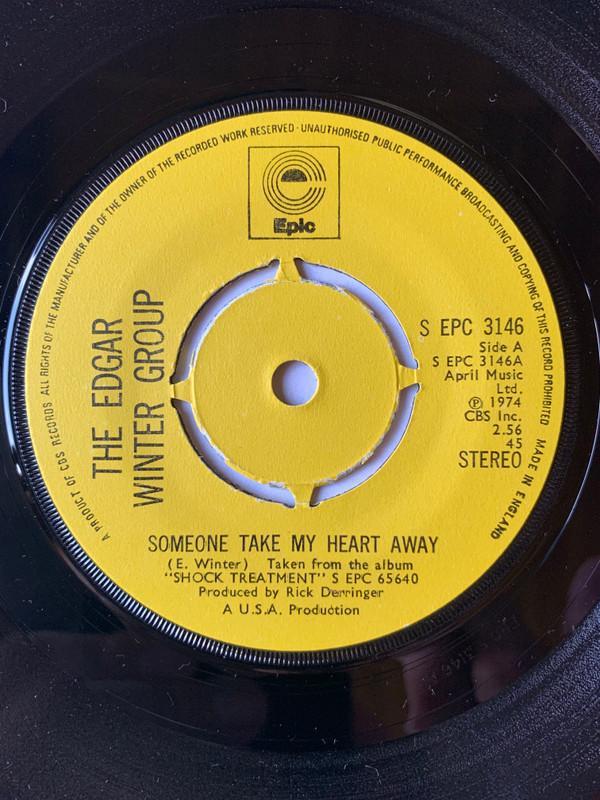 A PRODUCT OF CBS RECORDS ALL RIGHTS OF THE MANUFACTURER AND OF THE OWNER OF THE RECORDED WORK RESERVED · UNAUTHORISED PUBLIC PERFORMANCE BROADCASTING AND COPYING OF THIS RECORD PROHIBITED MADE IN ENGLAND
Epic
THE EDGAR
WINTER GROUP
S EPC 3146
Side A
S EPC 3146A
April Music
Ltd.
℗ 1974
CBS Inc.
2.56
45
STEREO
SOMEONE TAKE MY HEART AWAY
(E. Winter) Taken from the album
"SHOCK TREATMENT" S EPC 65640
Produced by Rick Derringer
A U.S.A. Production